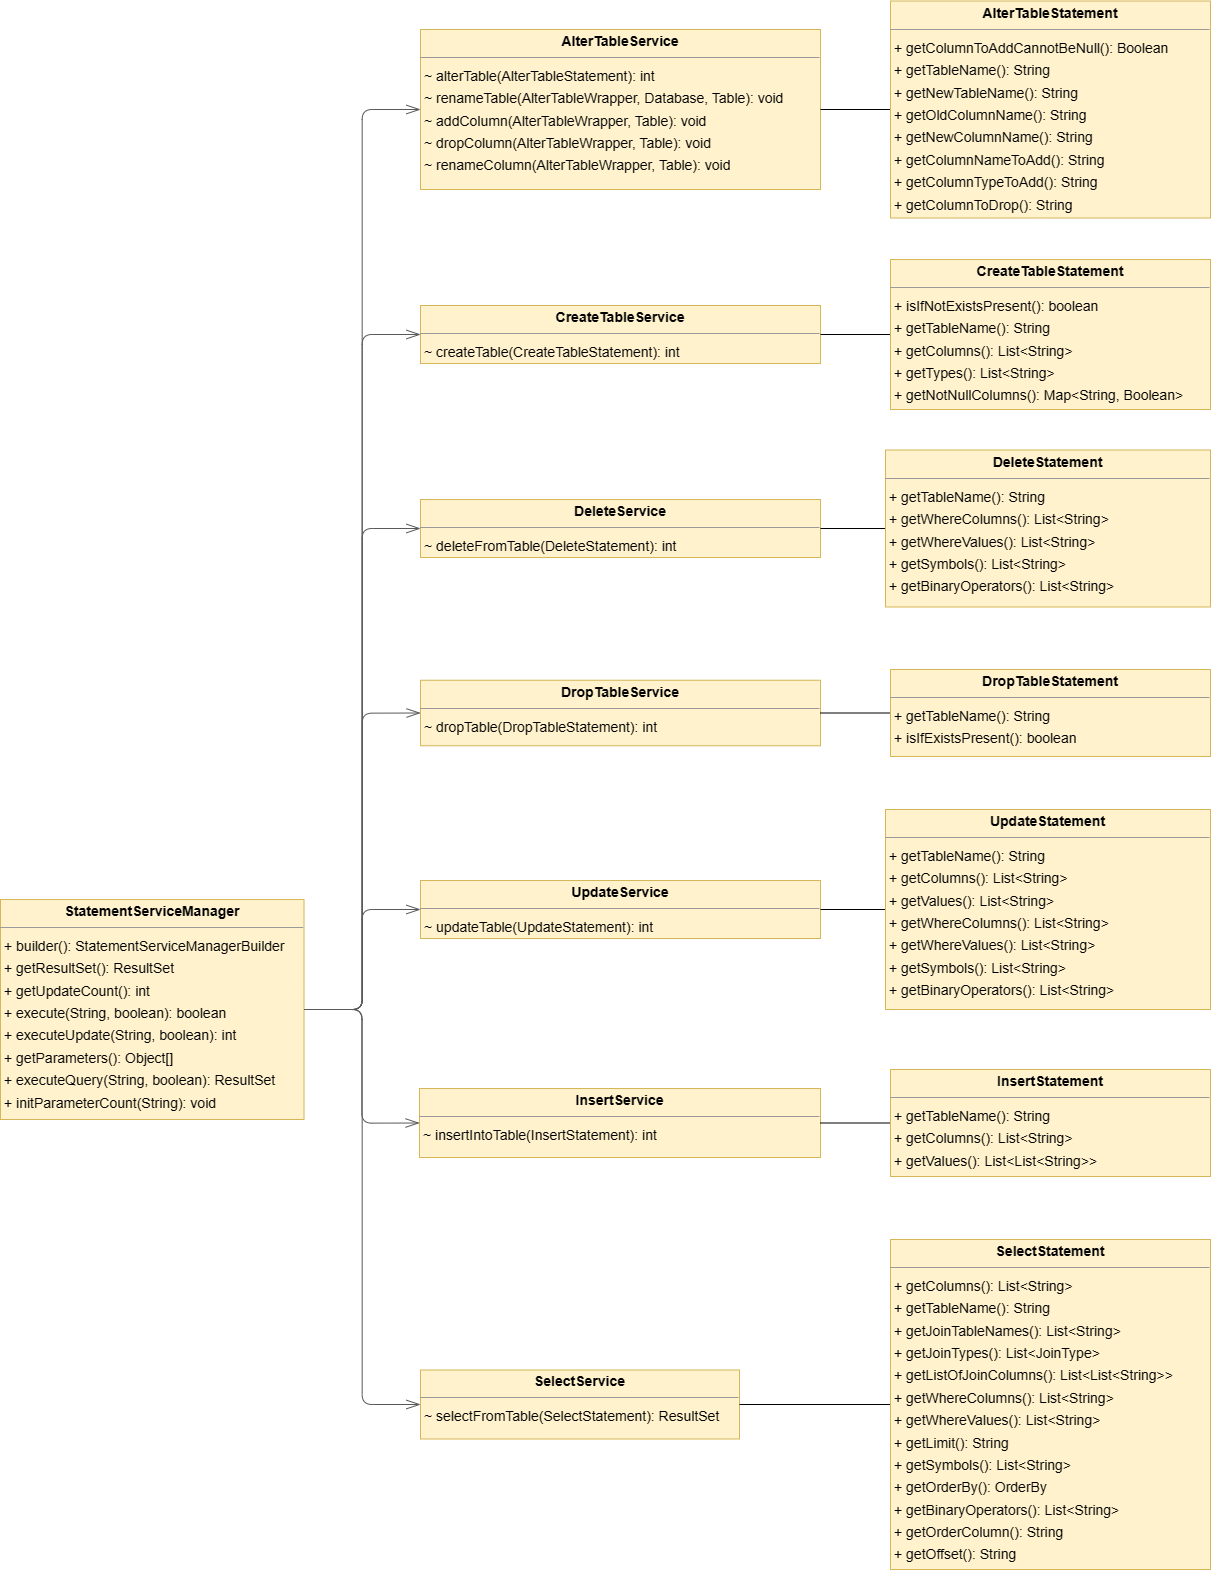 AlterTableStatement
+ getColumnToAddCannotBeNull(): Boolean
+ getTableName(): String
+ getNewTableName(): String
+ getOldColumnName(): String
+ getNewColumnName(): String
+ getColumnNameToAdd(): String
+ getColumnTypeToAdd(): String
+ getColumnToDrop(): String
AlterTableService
~ alterTable(AlterTableStatement): int
~ renameTable(AlterTableWrapper, Database, Table): void
~ addColumn(AlterTableWrapper, Table): void
~ dropColumn(AlterTableWrapper, Table): void
~ renameColumn(AlterTableWrapper, Table): void
CreateTableStatement
+ isIfNotExistsPresent(): boolean
+ getTableName(): String
+ getColumns(): List<String>
+ getTypes(): List<String>
+ getNotNullColumns(): Map<String, Boolean>
CreateTableService
~ createTable(CreateTableStatement): int
DeleteStatement
+ getTableName(): String
+ getWhereColumns(): List<String>
+ getWhereValues(): List<String>
+ getSymbols(): List<String>
+ getBinaryOperators(): List<String>
DeleteService
~ deleteFromTable(DeleteStatement): int
DropTableStatement
+ getTableName(): String
+ isIfExistsPresent(): boolean
DropTableService
~ dropTable(DropTableStatement): int
UpdateStatement
+ getTableName(): String
+ getColumns(): List<String>
+ getValues(): List<String>
+ getWhereColumns(): List<String>
+ getWhereValues(): List<String>
+ getSymbols(): List<String>
+ getBinaryOperators(): List<String>
UpdateService
~ updateTable(UpdateStatement): int
StatementServiceManager
+ builder(): StatementServiceManagerBuilder
+ getResultSet(): ResultSet
+ getUpdateCount(): int
+ execute(String, boolean): boolean
+ executeUpdate(String, boolean): int
+ getParameters(): Object[]
+ executeQuery(String, boolean): ResultSet
+ initParameterCount(String): void
InsertStatement
+ getTableName(): String
+ getColumns(): List<String>
+ getValues(): List<List<String>>
InsertService
~ insertIntoTable(InsertStatement): int
SelectStatement
+ getColumns(): List<String>
+ getTableName(): String
+ getJoinTableNames(): List<String>
+ getJoinTypes(): List<JoinType>
+ getListOfJoinColumns(): List<List<String>>
+ getWhereColumns(): List<String>
+ getWhereValues(): List<String>
+ getLimit(): String
+ getSymbols(): List<String>
+ getOrderBy(): OrderBy
+ getBinaryOperators(): List<String>
+ getOrderColumn(): String
+ getOffset(): String
SelectService
~ selectFromTable(SelectStatement): ResultSet